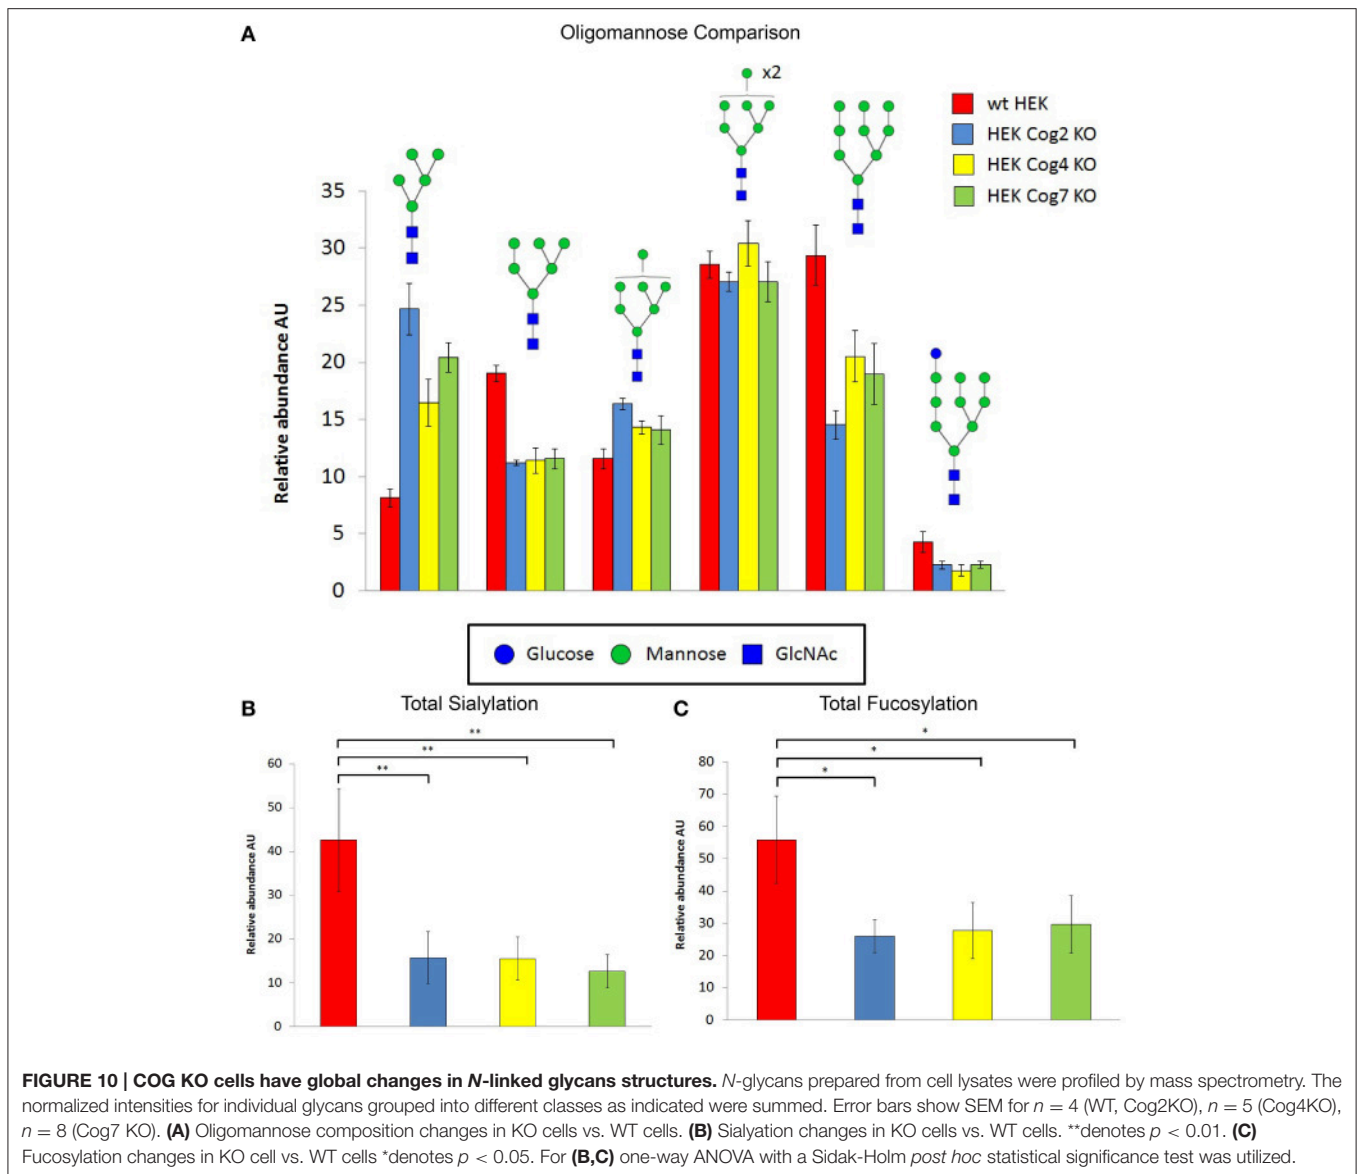 A
Oligomannose Comparison
x2
wt HEK
HEK Cog2 KO
HEK Cog4 KO
HEK Cog7 KO
Relative abundance AU
35
30
25
20
15
10
5
0
Glucose
Mannose
GlcNAc
B
Total Sialylation
**
**
**
Relative abundance AU
60
50
40
30
20
10
0
C
Total Fucosylation
*
*
*
Relative abundance AU
80
70
60
50
40
30
20
10
0
FIGURE 10 | COG KO cells have global changes in N-linked glycans structures. N-glycans prepared from cell lysates were profiled by mass spectrometry. The
normalized intensities for individual glycans grouped into different classes as indicated were summed. Error bars show SEM for n = 4 (WT, Cog2KO), n = 5 (Cog4KO),
n = 8 (Cog7 KO). (A) Oligomannose composition changes in KO cells vs. WT cells. (B) Sialyation changes in KO cells vs. WT cells. **denotes p < 0.01. (C)
Fucosylation changes in KO cell vs. WT cells *denotes p < 0.05. For (B,C) one-way ANOVA with a Sidak-Holm post hoc statistical significance test was utilized.